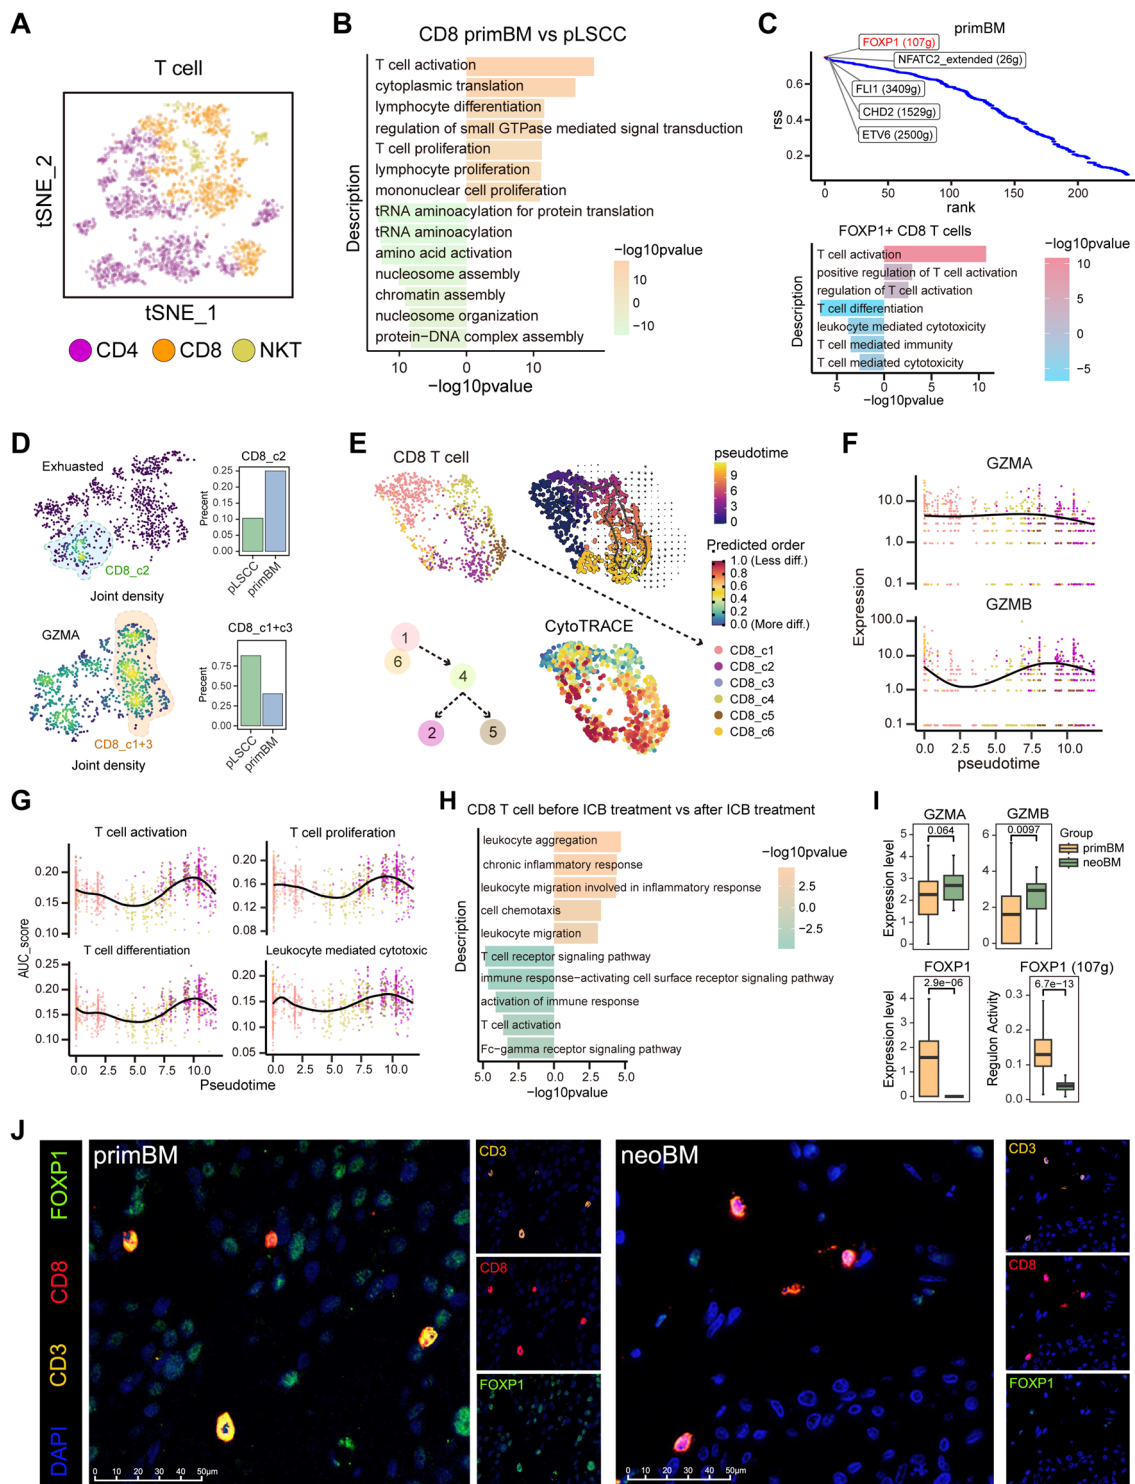 A
T cell
tSNE_2
tSNE_1
CD4 CD8 NKT
B
CD8 primBM vs pLSCC
Description
T cell activation
cytoplasmic translation
lymphocyte differentiation
regulation of small GTPase mediated signal transduction
T cell proliferation
lymphocyte proliferation
mononuclear cell proliferation
tRNA aminoacylation for protein translation
tRNA aminoacylation
amino acid activation
nucleosome assembly
chromatin assembly
nucleosome organization
protein−DNA complex assembly
−log10pvalue
10
0
−10
10 0 10
−log10pvalue
C
primBM
FOXP1 (107g)
NFATC2_extended (26g)
FLI1 (3409g)
CHD2 (1529g)
ETV6 (2500g)
rss
0.6
0.4
0.2
0 100 200
rank
FOXP1+ CD8 T cells
Description
T cell activation
positive regulation of T cell activation
regulation of T cell activation
T cell differentiation
leukocyte mediated cytotoxicity
T cell mediated immunity
T cell mediated cytotoxicity
5 0 5 10
−log10pvalue
−log10pvalue
10
5
0
−5
D
Exhuasted
CD8_c2
Joint density
CD8_c2
Precent
0.25
0.20
0.15
0.10
0.05
0.00
pLSCC
primBM
GZMA
CD8_c1+3
Joint density
CD8_c1+c3
Precent
0.75
0.50
0.25
0.00
pLSCC
primBM
E
CD8 T cell
pseudotime
9
6
3
0
Predicted order
1.0 (Less diff.)
0.8
0.6
0.4
0.2
0.0 (More diff.)
1
6
4
2
5
CytoTRACE
CD8_c1
CD8_c2
CD8_c3
CD8_c4
CD8_c5
CD8_c6
F
GZMA
10.0
1.0
0.1
Expression
GZMB
100.0
10.0
1.0
0.1
0.0 2.5 5.0 7.5 10.0
pseudotime
G
AUC_score
T cell activation
0.20
0.15
0.10
T cell proliferation
0.20
0.16
0.12
0.08
T cell differentiation
0.25
0.20
0.15
0.10
Leukocyte mediated cytotoxic
0.20
0.15
0.10
0.05
0.0 2.5 5.0 7.5 10.0
0.0 2.5 5.0 7.5 10.0
Pseudotime
H
CD8 T cell before ICB treatment vs after ICB treatment
Description
leukocyte aggregation
chronic inflammatory response
leukocyte migration involved in inflammatory response
cell chemotaxis
leukocyte migration
T cell receptor signaling pathway
immune response−activating cell surface receptor signaling pathway
activation of immune response
T cell activation
Fc−gamma receptor signaling pathway
5.0 2.5 0.0 2.5 5.0
−log10pvalue
−log10pvalue
2.5
0.0
−2.5
I
GZMA
0.064
Expression level
5
4
3
2
1
0
GZMB
0.0097
6
4
2
0
Group
primBM
neoBM
FOXP1
2.9e−06
Expression level
4
3
2
1
0
FOXP1 (107g)
6.7e−13
Regulon Activity
0.3
0.2
0.1
0.0
J
DAPI CD3 CD8 FOXP1
primBM
0 10 20 30 40 50μm
CD3
CD8
FOXP1
neoBM
0 10 20 30 40 50μm
CD3
CD8
FOXP1